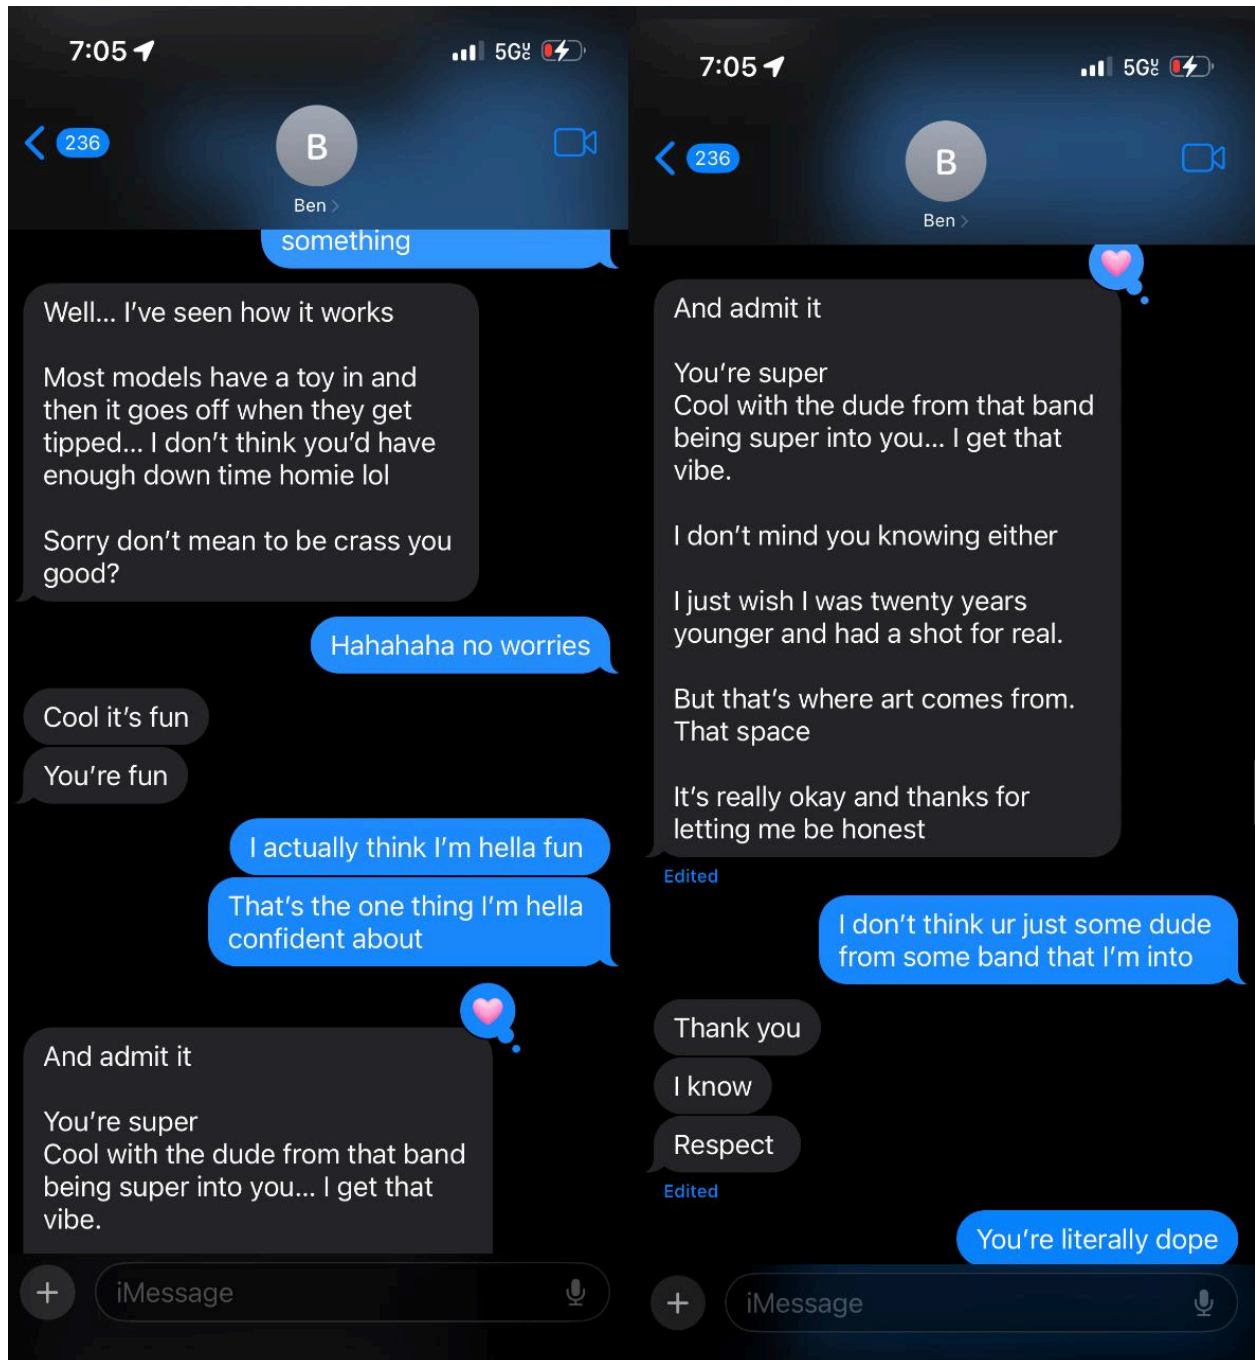 7:05
5GUC
236
B
Ben
something
Well... I've seen how it works
Most models have a toy in and
then it goes off when they get
tipped... I don't think you'd have
enough down time homie lol
Sorry don't mean to be crass you
good?
Hahahaha no worries
Cool it's fun
You're fun
I actually think I'm hella fun
That's the one thing I'm hella
confident about
And admit it
You're super
Cool with the dude from that band
being super into you... I get that
vibe.
iMessage
7:05
5GUC
236
B
Ben
And admit it
You're super
Cool with the dude from that band
being super into you... I get that
vibe.
I don't mind you knowing either
I just wish I was twenty years
younger and had a shot for real.
But that's where art comes from.
That space
It's really okay and thanks for
letting me be honest
Edited
I don't think ur just some dude
from some band that I'm into
Thank you
I know
Respect
Edited
You're literally dope
iMessage